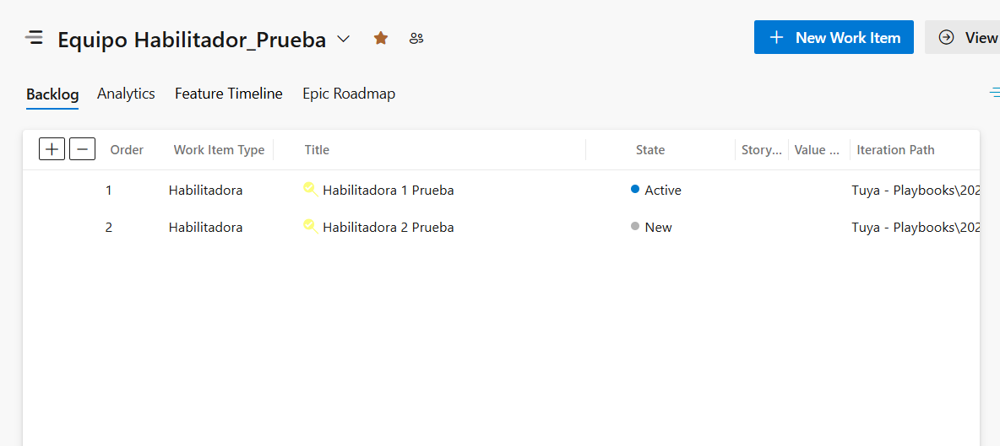 Equipo Habilitador_Prueba
New Work Item
View
Backlog Analytics Feature Timeline Epic Roadmap
Order Work Item Type Title State Story... Value ... Iteration Path
1 Habilitadora Habilitadora 1 Prueba Active Tuya - Playbooks\202
2 Habilitadora Habilitadora 2 Prueba New Tuya - Playbooks\202